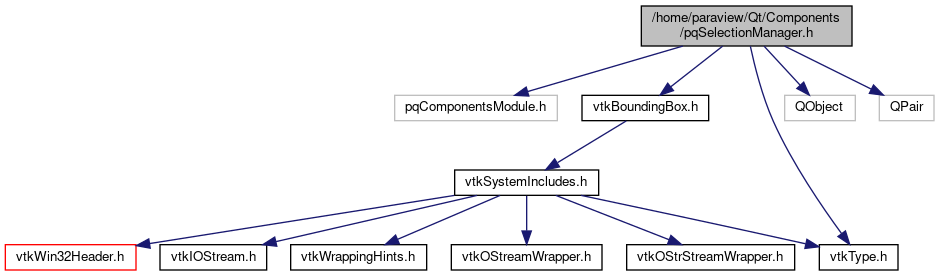 /home/paraview/Qt/Components
/pqSelectionManager.h
pqComponentsModule.h
vtkBoundingBox.h
QObject
QPair
vtkSystemIncludes.h
vtkWin32Header.h
vtkIOStream.h
vtkWrappingHints.h
vtkOStreamWrapper.h
vtkOStrStreamWrapper.h
vtkType.h